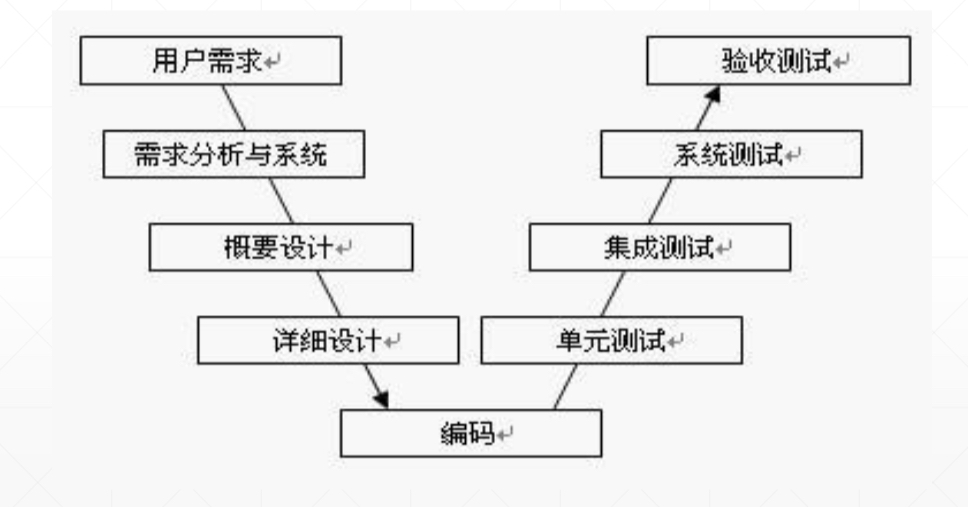 用户需求
验收测试
需求分析与系统
系统测试
概要设计
集成测试
详细设计
单元测试
编码